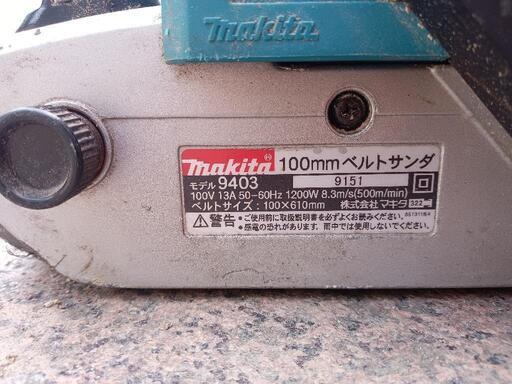 makita
makita 100mmベルトサンダ
モデル 9403 9151
100V 13A 50-60Hz 1200W 8.3m/s(500m/min)
ベルトサイズ:100×610mm 株式会社マキタ 322
警告 ●ご使用前に取扱説明書を必ずよくお読みください。
●感電の恐れがあります。雨中では使用しないでください。